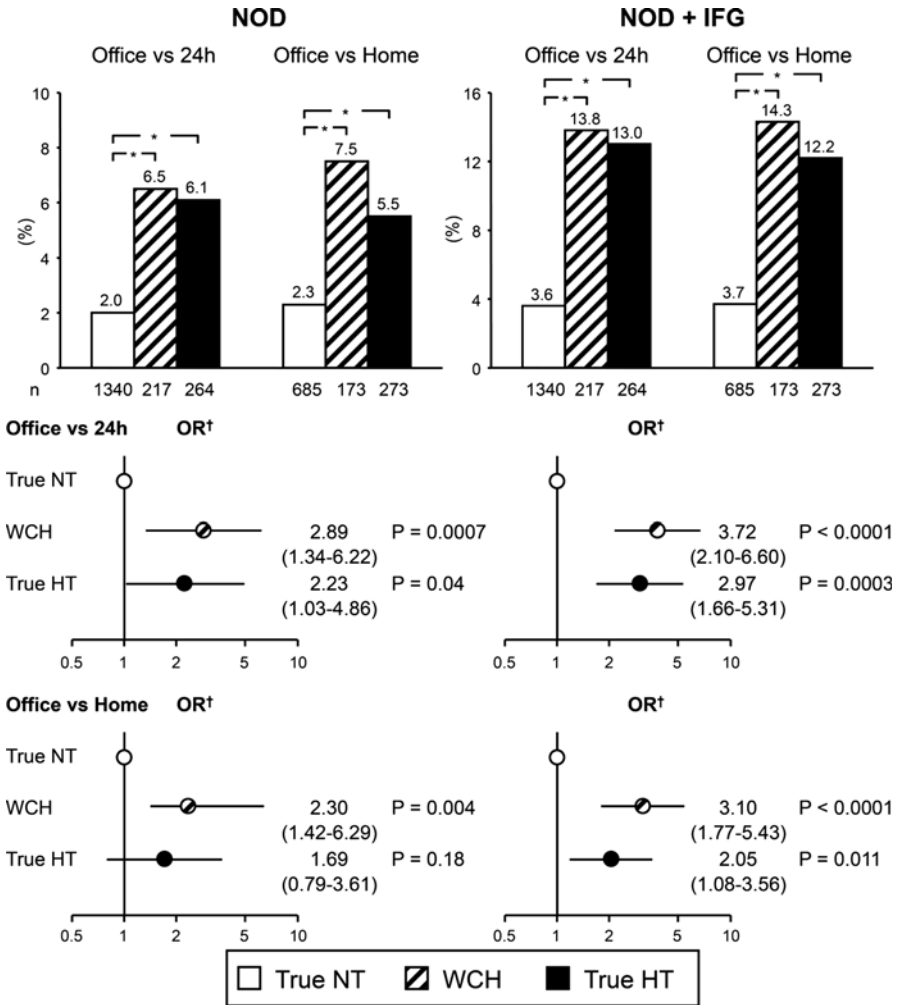 NOD NOD + IFG
Office vs 24h Office vs Home Office vs 24h Office vs Home
10 16
* * * *
* 7.5 * 13.8 * 14.3 *
8 13.0
6.5 6.1 12 12.2
6 5.5
(%) (%) 8
4
2.0 2.3 3.6 3.7
2 4
0 0
n 1340 217 264 685 173 273 1340 217 264 685 173 273
Office vs 24h OR† OR†
True NT
WCH 2.89 P = 0.0007 3.72 P < 0.0001
(1.34-6.22) (2.10-6.60)
True HT 2.23 P = 0.04 2.97 P = 0.0003
(1.03-4.86) (1.66-5.31)
0.5 1 2 5 10 0.5 1 2 5 10
Office vs Home OR† OR†
True NT
WCH 2.30 P = 0.004 3.10 P < 0.0001
(1.42-6.29) (1.77-5.43)
True HT 1.69 P = 0.18 2.05 P = 0.011
(0.79-3.61) (1.08-3.56)
0.5 1 2 5 10 0.5 1 2 5 10
True NT WCH True HT